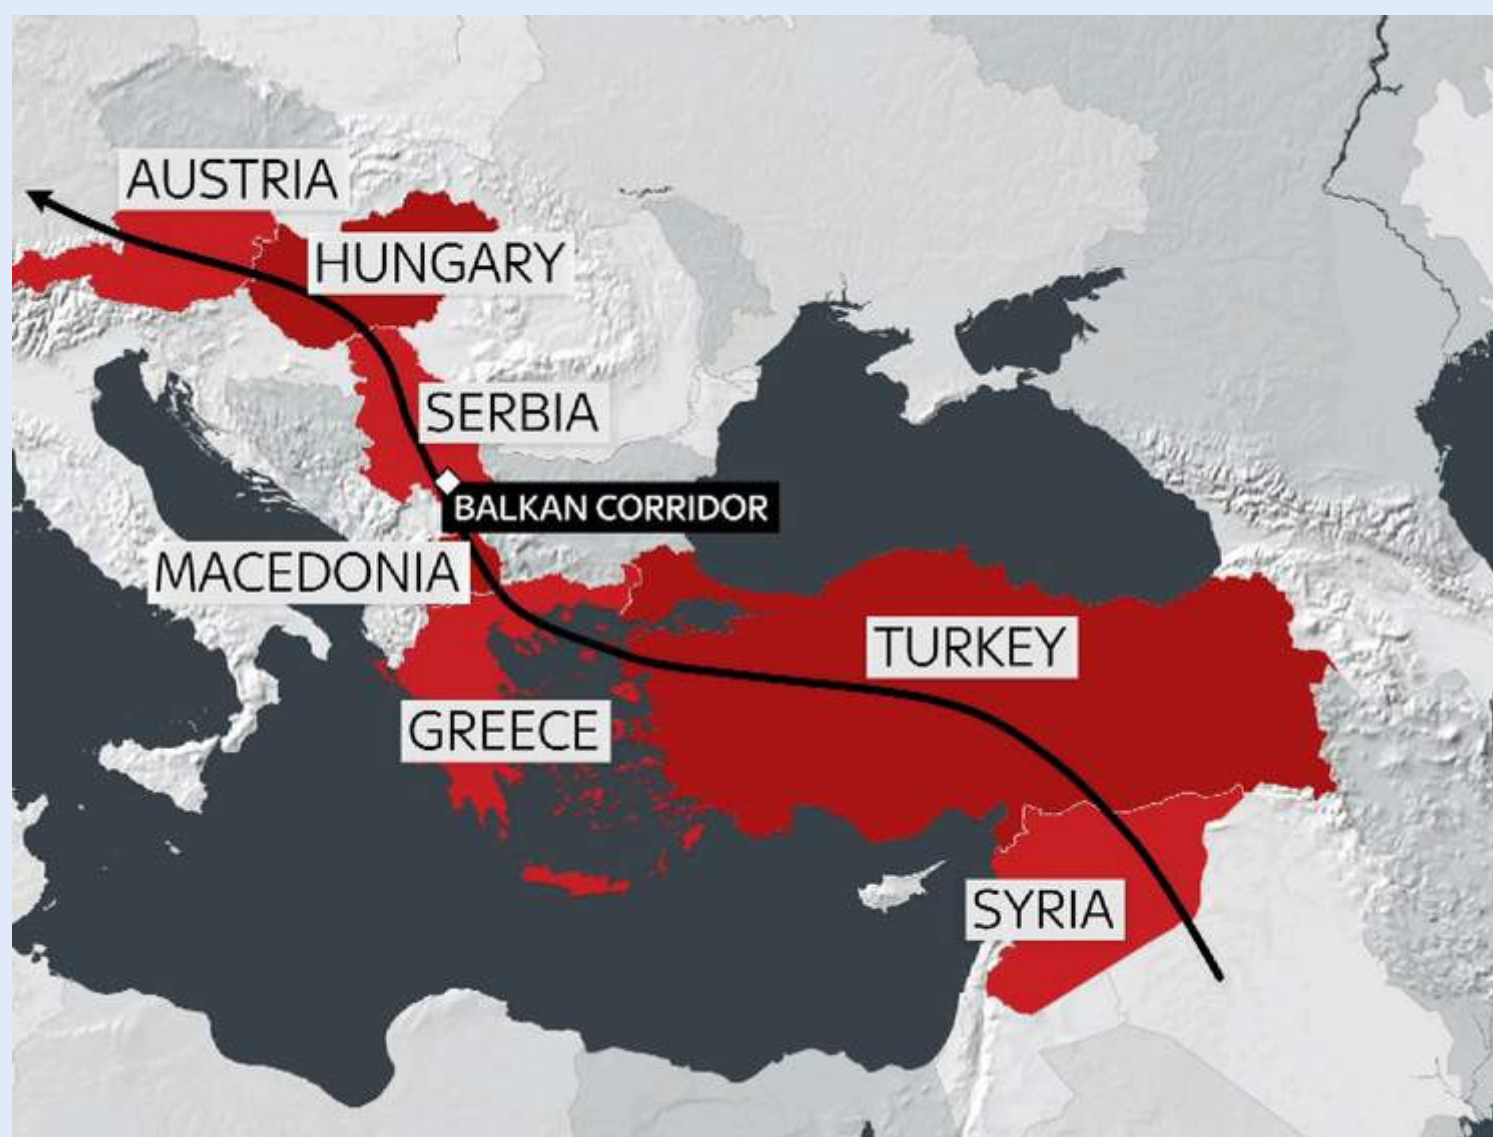 AUSTRIA
HUNGARY
SERBIA
BALKAN CORRIDOR
MACEDONIA
TURKEY
GREECE
SYRIA